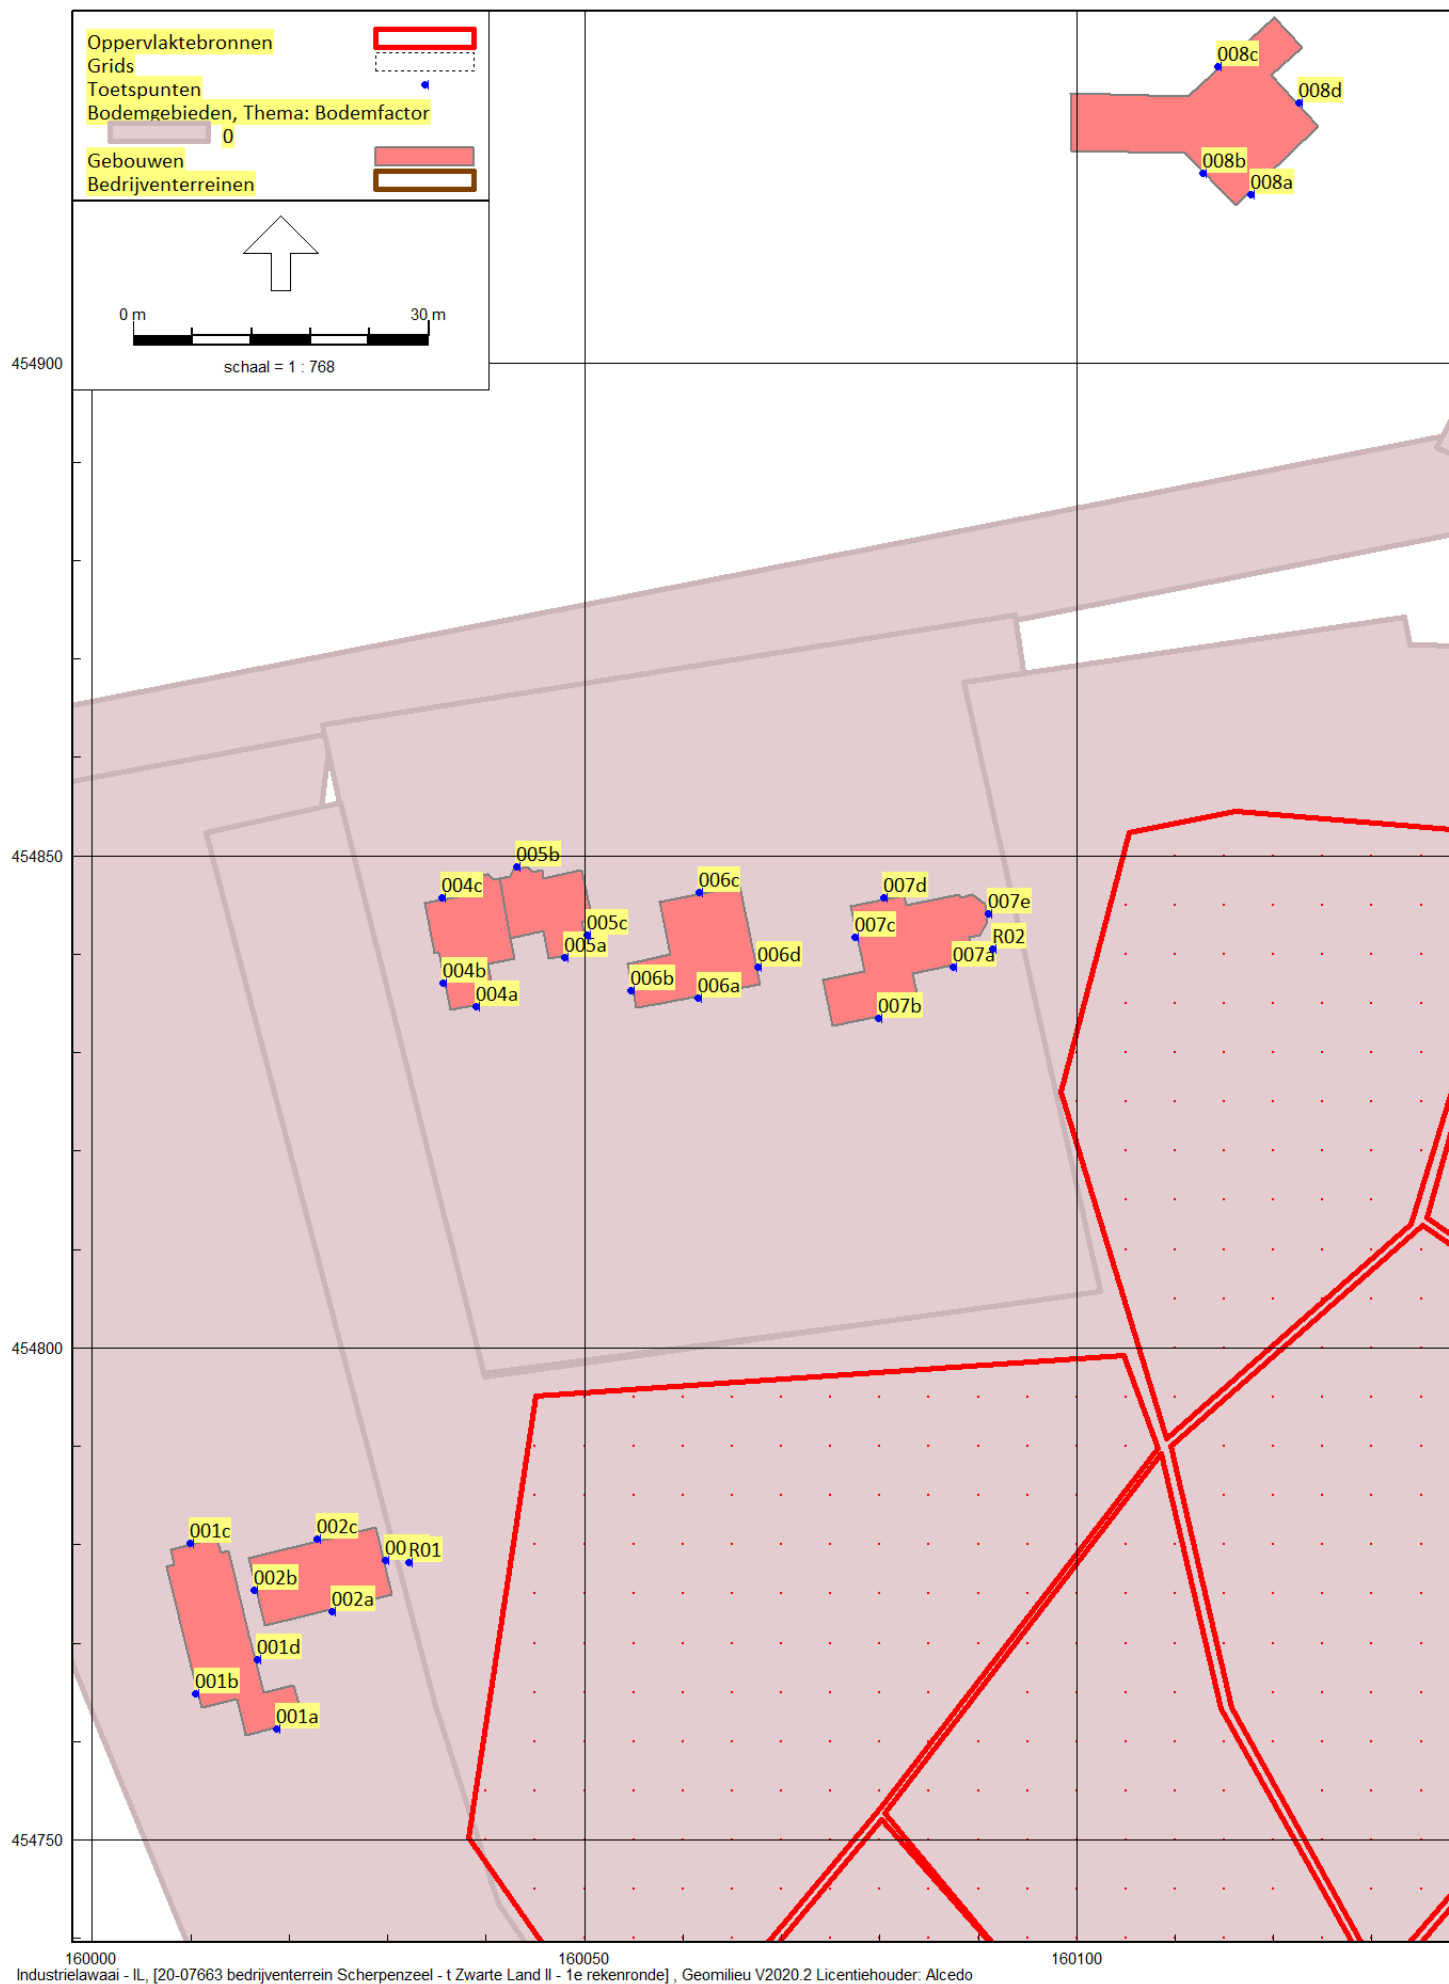 Oppervlaktebronnen
Grids
Toetspunten
Bodemgebieden, Thema: Bodemfactor
0
Gebouwen
Bedrijventerreinen
0 m 30 m
schaal = 1 : 768
008c
008d
008b
008a
454900
454850
005b
004c
006c
007d
007e
005c
007c
R02
005a
006d
007a
004b
006b
006a
004a
007b
454800
001c
002c
00
R01
002b
002a
001d
001b
001a
454750
160000 160050 160100
Industrielawaai - IL, [20-07663 bedrijventerrein Scherpenzeel - t Zwarte Land II - 1e rekenronde] , Geomilieu V2020.2 Licentiehouder: Alcedo